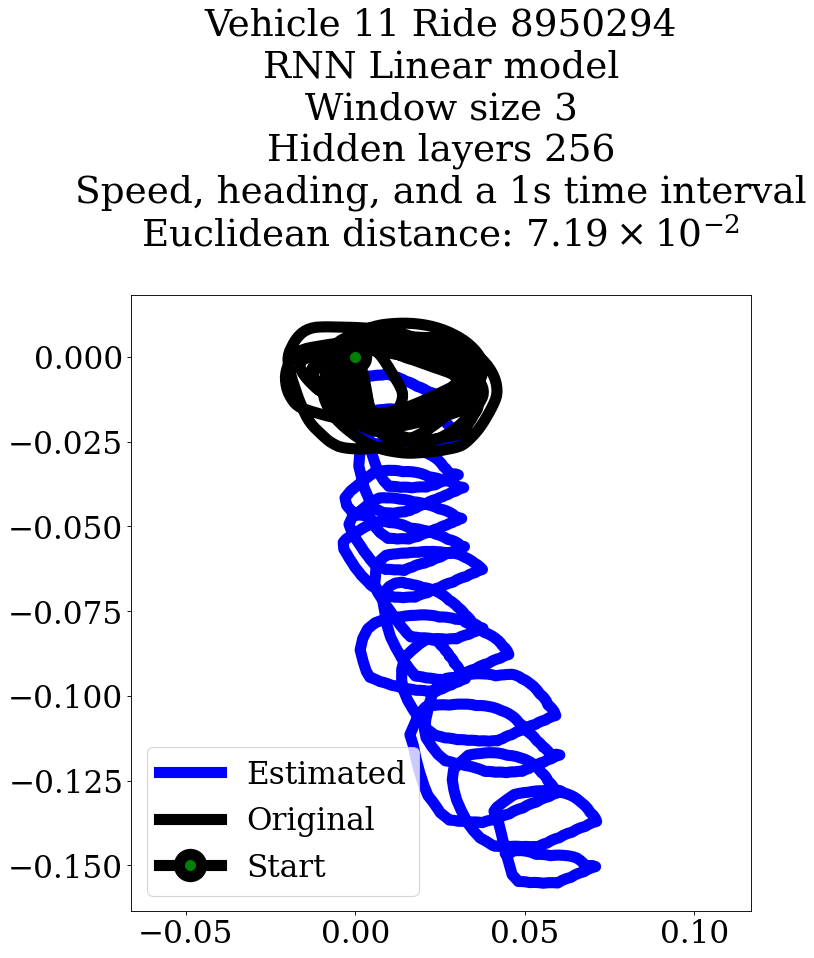 Vehicle 11 Ride 8950294
RNN Linear model
Window size 3
Hidden layers 256
Speed, heading, and a 1s time interval
Euclidean distance: 7.19 × 10⁻²
0.000
−0.025
−0.050
−0.075
−0.100
−0.125
−0.150
Estimated
Original
Start
−0.05 0.00 0.05 0.10